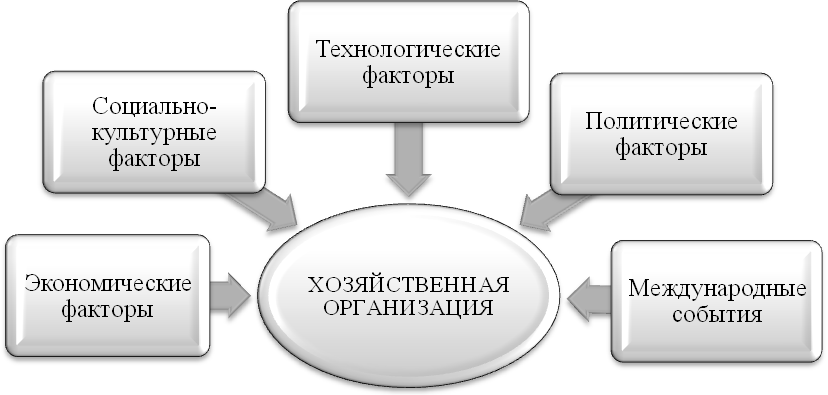 Технологические
факторы
Социально-
культурные
факторы
Политические
факторы
Экономические
факторы
ХОЗЯЙСТВЕННАЯ
ОРГАНИЗАЦИЯ
Международные
события